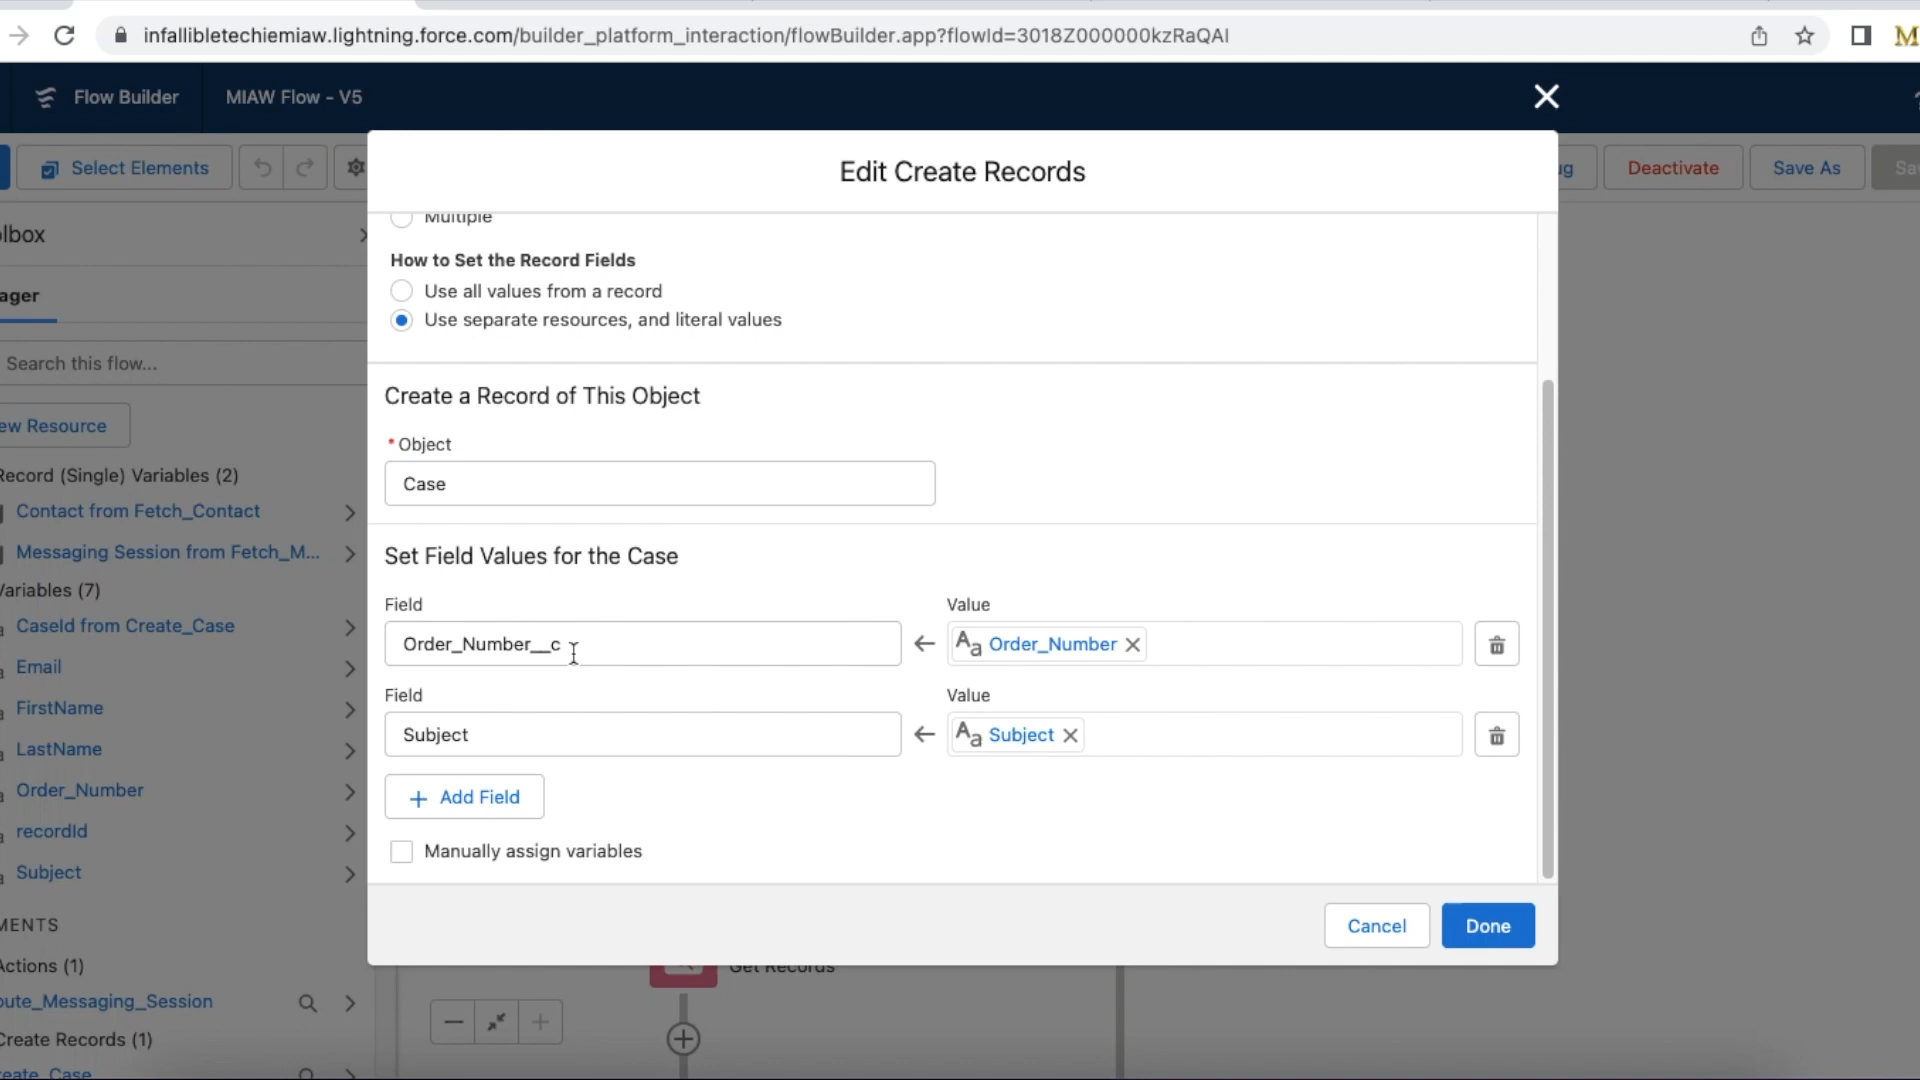 infallibletechiemiaw.lightning.force.com/builder_platform_interaction/flowBuilder.app?flowId=3018Z000000kzRaQAI
M
Flow Builder
MIAW Flow - V5
Select Elements
Edit Create Records
ug
Deactivate
Save As
Sav
lbox
ager
Search this flow...
ew Resource
Record (Single) Variables (2)
Contact from Fetch_Contact
Messaging Session from Fetch_M...
Variables (7)
CaseId from Create_Case
Email
FirstName
LastName
Order_Number
recordId
Subject
MENTS
Actions (1)
oute_Messaging_Session
Create Records (1)
reate_Case
Multiple
How to Set the Record Fields
Use all values from a record
Use separate resources, and literal values
Create a Record of This Object
* Object
Case
Set Field Values for the Case
Field
Value
Order_Number__c
Aa Order_Number
Field
Value
Subject
Aa Subject
+ Add Field
Manually assign variables
Cancel
Done
Get Records